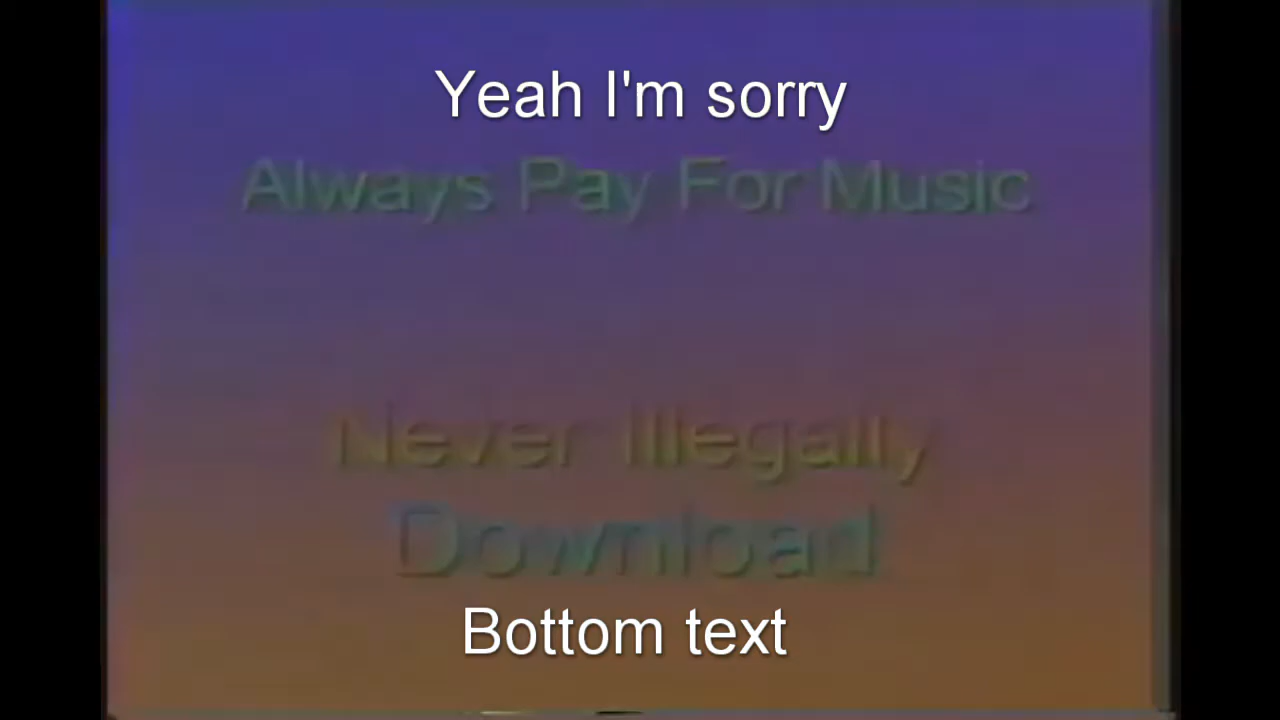 Yeah I'm sorry
Always Pay For Music
Never Illegally
Download
Bottom text